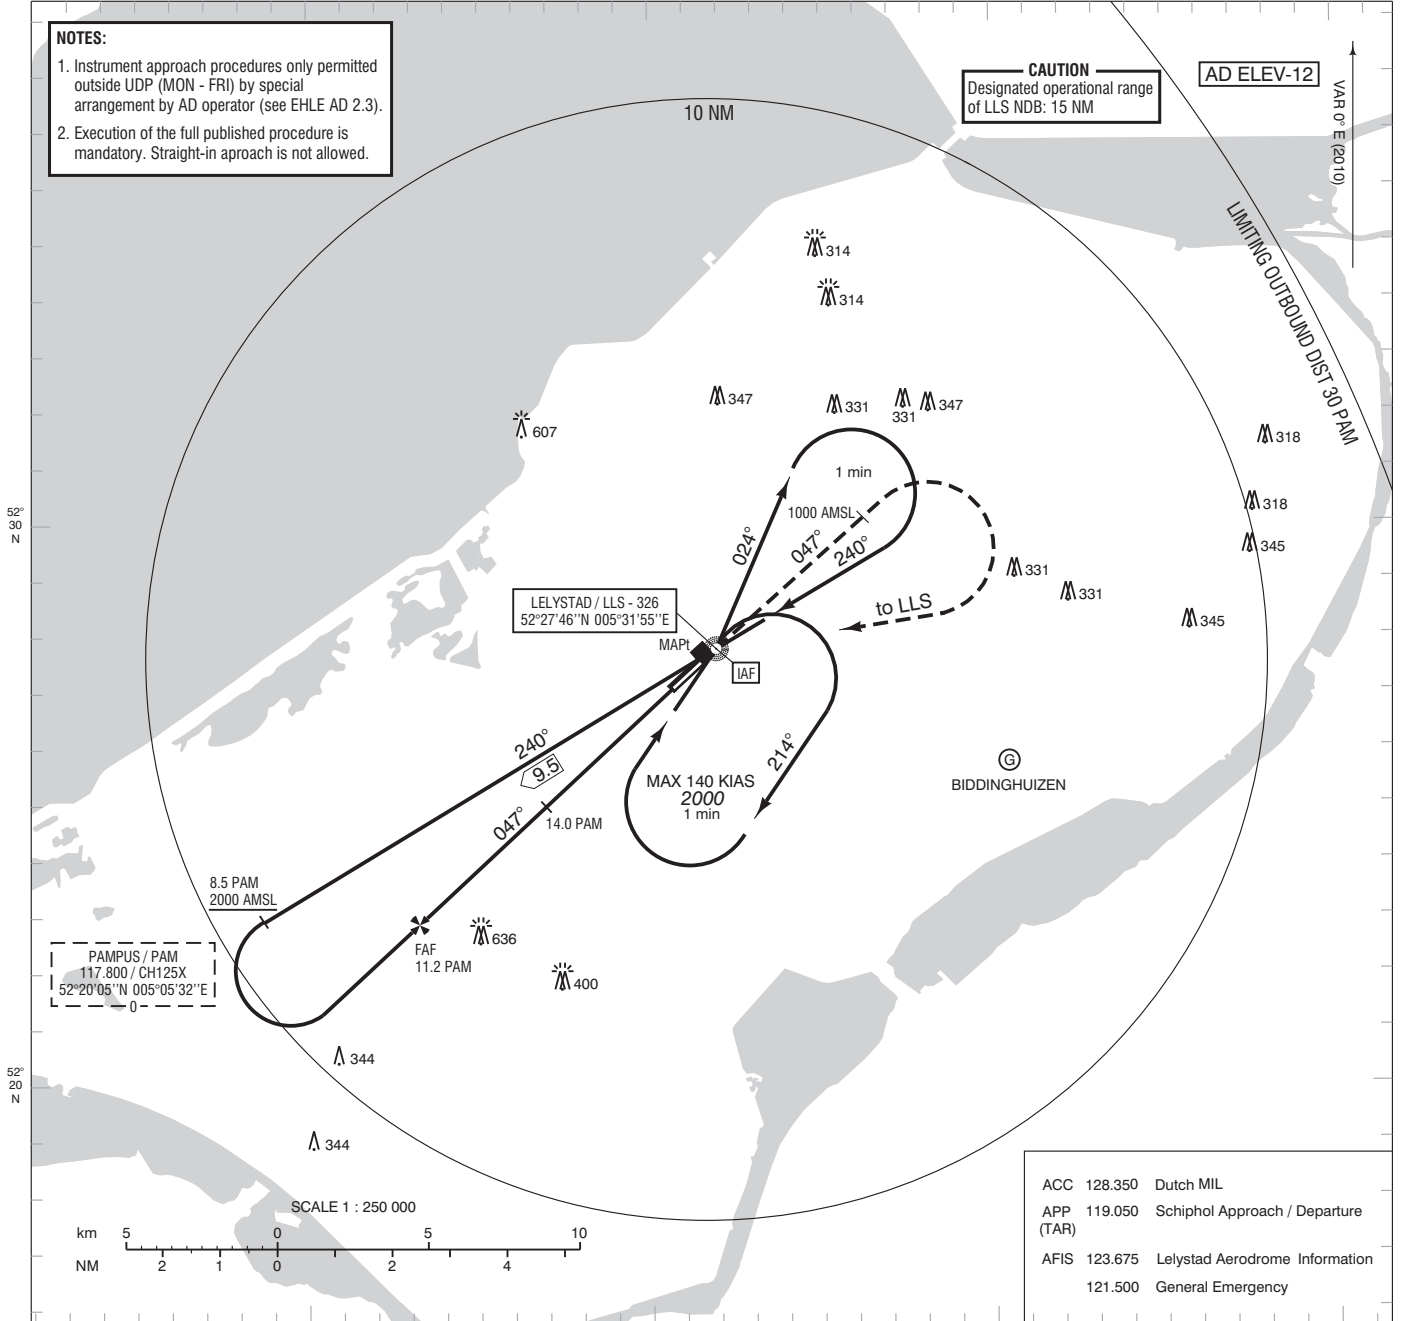 NOTES:
1. Instrument approach procedures only permitted
outside UDP (MON - FRI) by special
arrangement by AD operator (see EHLE AD 2.3).
2. Execution of the full published procedure is
mandatory. Straight-in aproach is not allowed.
CAUTION
Designated operational range
of LLS NDB: 15 NM
AD ELEV-12
VAR 0° E (2010)
10 NM
LIMITING OUTBOUND DIST 30 PAM
314
314
347
331
331
347
607
318
318
345
345
331
331
1 min
1000 AMSL
024°
047°
240°
to LLS
52°
30
N
LELYSTAD / LLS - 326
52°27'46''N 005°31'55''E
MAPt
IAF
240°
9.5
047°
14.0 PAM
214°
MAX 140 KIAS
2000
1 min
G
BIDDINGHUIZEN
8.5 PAM
2000 AMSL
FAF
11.2 PAM
636
400
PAMPUS / PAM
117.800 / CH125X
52°20'05''N 005°05'32''E
0
344
344
52°
20
N
SCALE 1 : 250 000
km 5 0 5 10
NM 2 1 0 2 4
ACC 128.350 Dutch MIL
APP 119.050 Schiphol Approach / Departure
(TAR)
AFIS 123.675 Lelystad Aerodrome Information
121.500 General Emergency